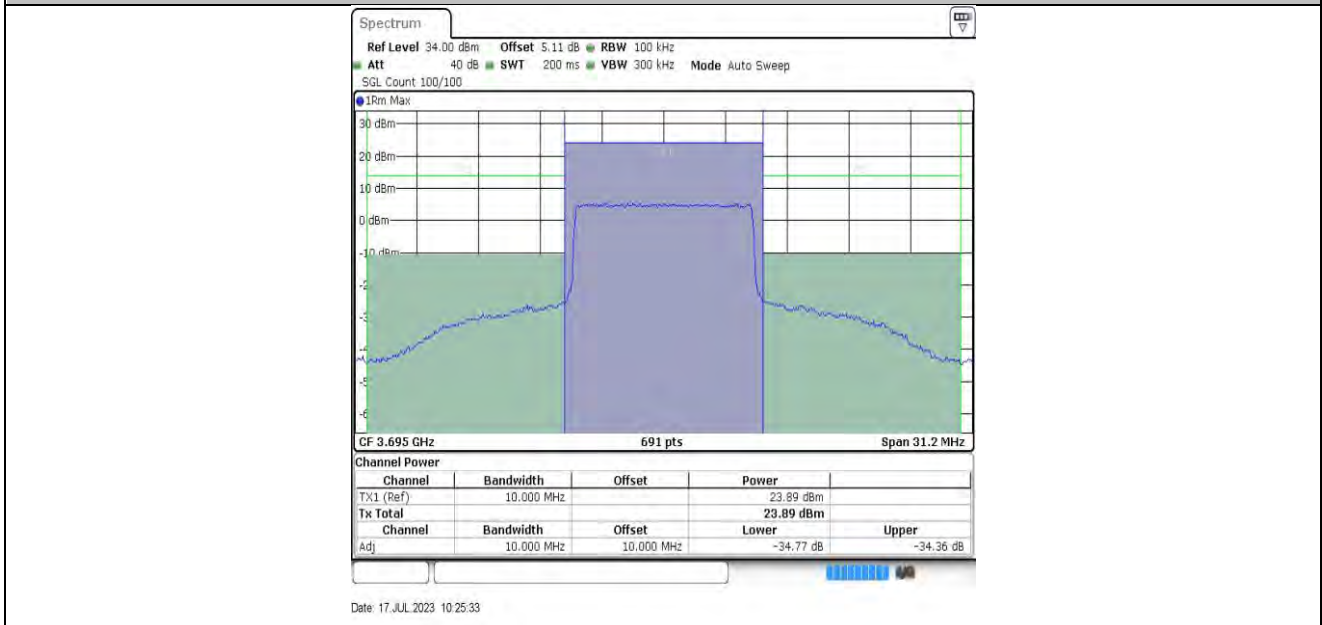 Spectrum
Ref Level 34.00 dBm Offset 5.11 dB RBW 100 kHz
Att 40 dB SWT 200 ms VBW 300 kHz Mode Auto Sweep
SGL Count 100/100
1Rm Max
30 dBm
20 dBm
10 dBm
0 dBm
-10 dBm
CF 3.695 GHz 691 pts Span 31.2 MHz
Channel Power
Channel Bandwidth Offset Power
TX1 (Ref) 10.000 MHz 23.89 dBm
Tx Total 23.89 dBm
Channel Bandwidth Offset Lower Upper
Adj 10.000 MHz 10.000 MHz -34.77 dB -34.36 dB
Date: 17.JUL.2023 10:25:33